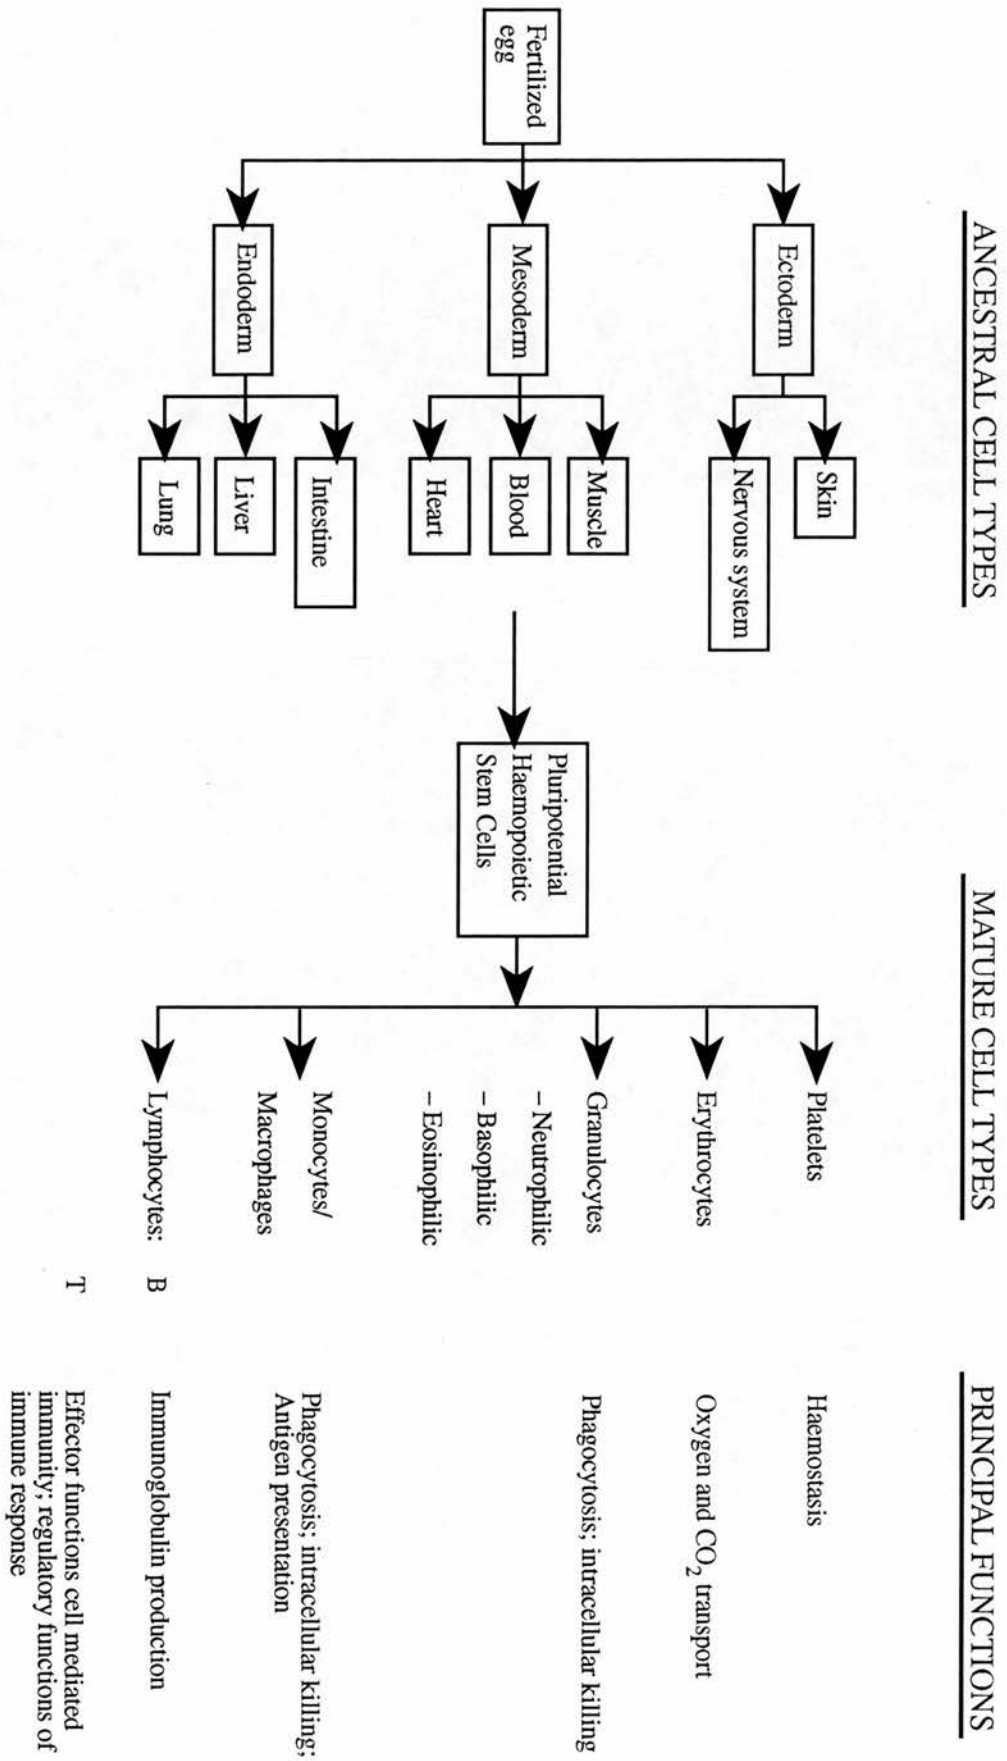 ANCESTRAL CELL TYPES
MATURE CELL TYPES
PRINCIPAL FUNCTIONS
Fertilized
egg
Ectoderm
Skin
Nervous system
Mesoderm
Muscle
Blood
Heart
Endoderm
Intestine
Liver
Lung
Pluripotential
Haemopoietic
Stem Cells
Platelets
Haemostasis
Erythrocytes
Oxygen and CO₂ transport
Granulocytes
Phagocytosis; intracellular killing
– Neutrophilic
– Basophilic
– Eosinophilic
Monocytes/
Macrophages
Phagocytosis; intracellular killing;
Antigen presentation
Lymphocytes: B
Immunoglobulin production
T
Effector functions cell mediated
immunity; regulatory functions of
immune response